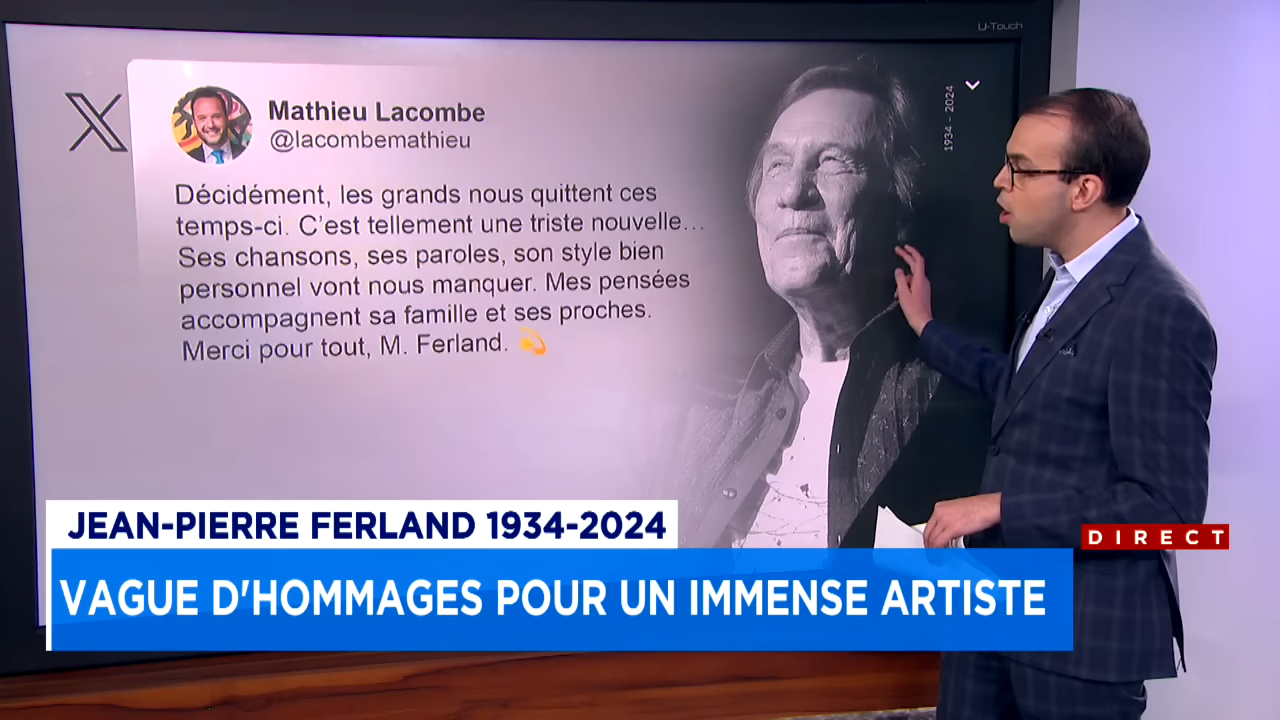 U-Touch
Mathieu Lacombe
@lacombemathieu
1934 - 2024
Décidément, les grands nous quittent ces
temps-ci. C'est tellement une triste nouvelle...
Ses chansons, ses paroles, son style bien
personnel vont nous manquer. Mes pensées
accompagnent sa famille et ses proches.
Merci pour tout, M. Ferland. 💫
JEAN-PIERRE FERLAND 1934-2024
DIRECT
VAGUE D'HOMMAGES POUR UN IMMENSE ARTISTE